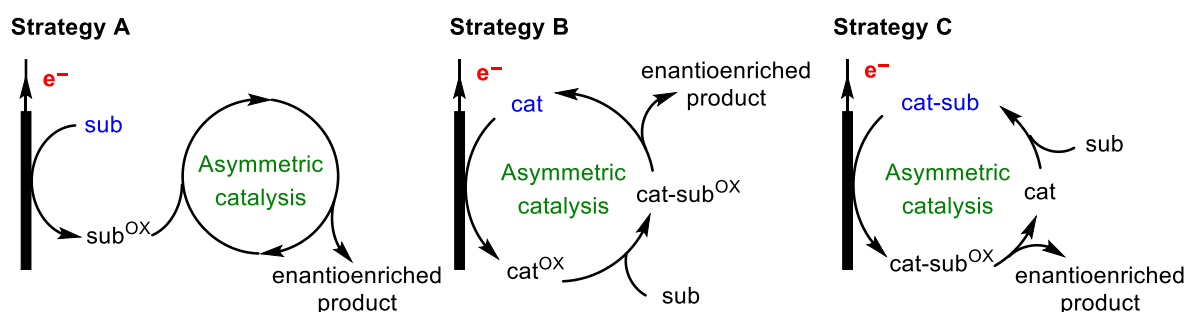 Strategy A
e⁻
sub
Asymmetric
catalysis
sub^OX
enantioenriched
product
Strategy B
e⁻
cat
enantioenriched
product
Asymmetric
catalysis
cat-sub^OX
cat^OX
sub
Strategy C
e⁻
cat-sub
sub
Asymmetric
catalysis
cat
cat-sub^OX
enantioenriched
product